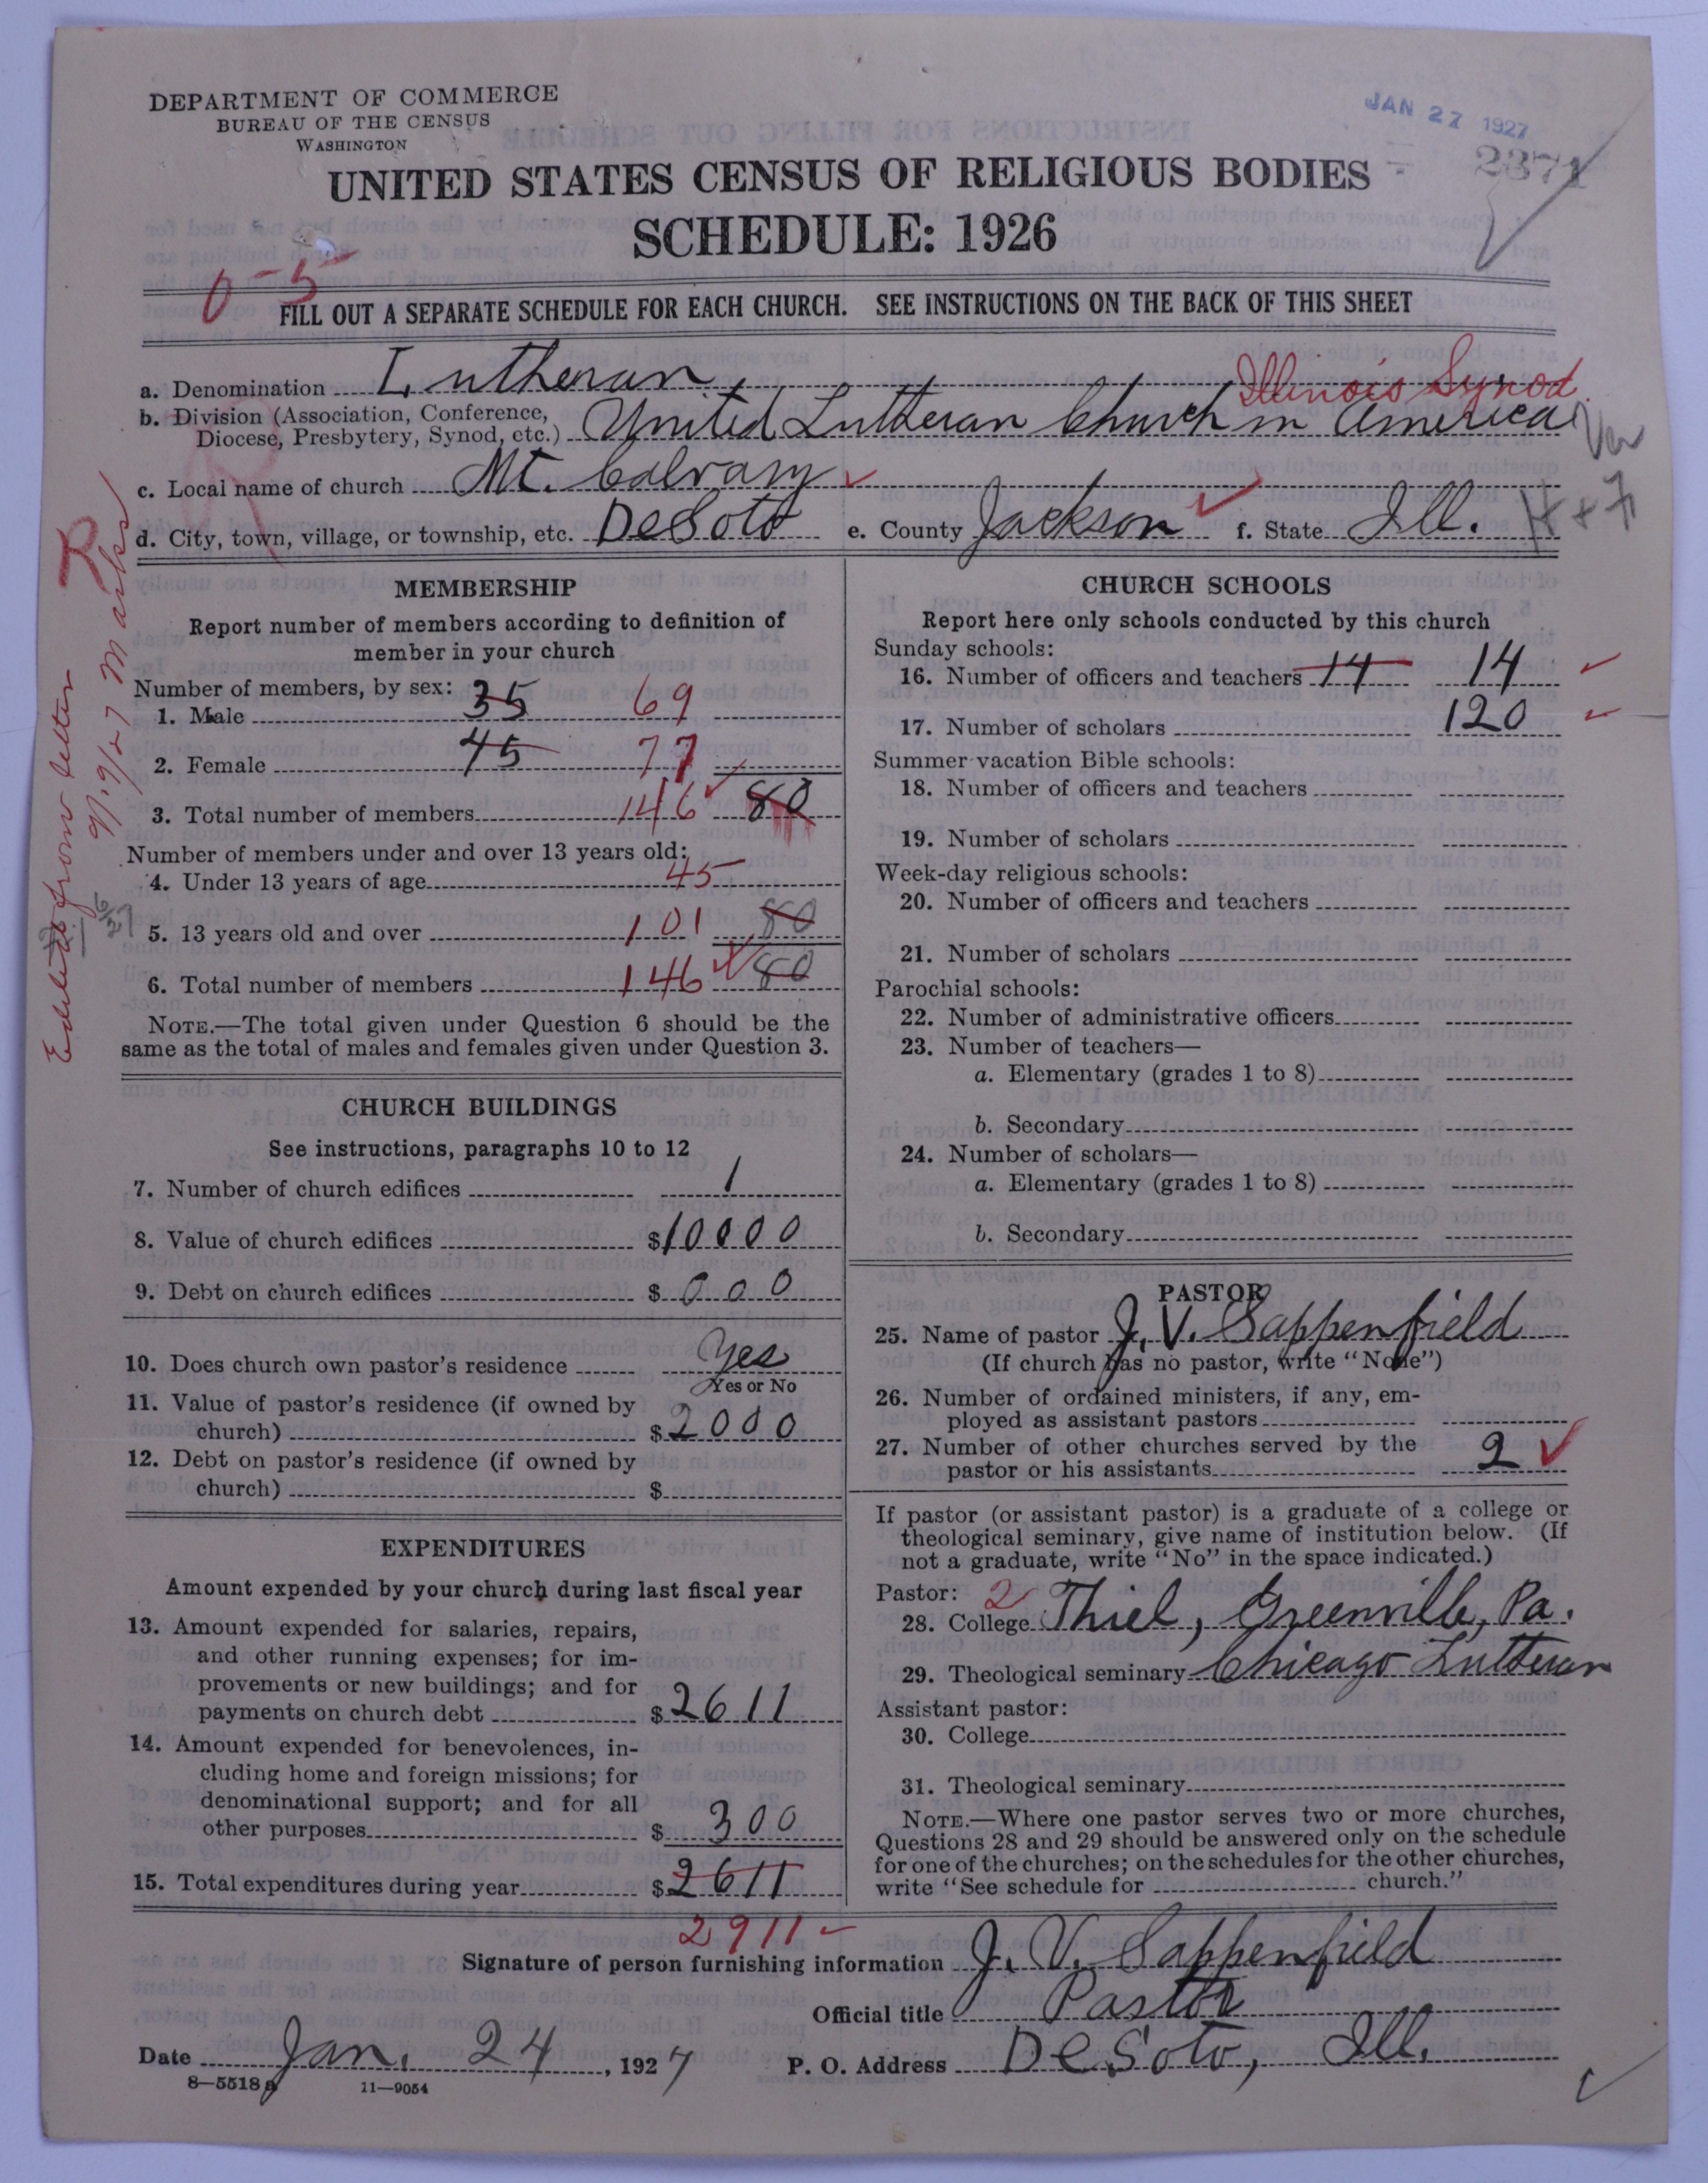 DEPARTMENT OF COMMERCE
BUREAU OF THE CENSUS
WASHINGTON
JAN 27 1927
2371
UNITED STATES CENSUS OF RELIGIOUS BODIES
SCHEDULE: 1926
0-5
FILL OUT A SEPARATE SCHEDULE FOR EACH CHURCH. SEE INSTRUCTIONS ON THE BACK OF THIS SHEET
Illinois Synod
a. Denomination Lutheran
b. Division (Association, Conference,
Diocese, Presbytery, Synod, etc.) United Lutheran Church in America
c. Local name of church Mt. Calvary
d. City, town, village, or township, etc. DeSoto e. County Jackson f. State Ill.
R
MEMBERSHIP
Report number of members according to definition of
member in your church
Number of members, by sex:
1. Male 35 69
2. Female 45 77
3. Total number of members 146 80
Number of members under and over 13 years old:
4. Under 13 years of age 45
5. 13 years old and over 101 80
6. Total number of members 146 80
NOTE.—The total given under Question 6 should be the
same as the total of males and females given under Question 3.
CHURCH BUILDINGS
See instructions, paragraphs 10 to 12
7. Number of church edifices 1
8. Value of church edifices $10000
9. Debt on church edifices $000
10. Does church own pastor's residence Yes
Yes or No
11. Value of pastor's residence (if owned by
church) $2000
12. Debt on pastor's residence (if owned by
church) $
EXPENDITURES
Amount expended by your church during last fiscal year
13. Amount expended for salaries, repairs,
and other running expenses; for im-
provements or new buildings; and for
payments on church debt $2611
14. Amount expended for benevolences, in-
cluding home and foreign missions; for
denominational support; and for all
other purposes $300
15. Total expenditures during year $2611
2911
CHURCH SCHOOLS
Report here only schools conducted by this church
Sunday schools:
16. Number of officers and teachers 14 14
17. Number of scholars 120
Summer vacation Bible schools:
18. Number of officers and teachers
19. Number of scholars
Week-day religious schools:
20. Number of officers and teachers
21. Number of scholars
Parochial schools:
22. Number of administrative officers
23. Number of teachers—
a. Elementary (grades 1 to 8)
b. Secondary
24. Number of scholars—
a. Elementary (grades 1 to 8)
b. Secondary
PASTOR
25. Name of pastor J. V. Sappenfield
(If church has no pastor, write "None")
26. Number of ordained ministers, if any, em-
ployed as assistant pastors
27. Number of other churches served by the
pastor or his assistants 2
If pastor (or assistant pastor) is a graduate of a college or
theological seminary, give name of institution below. (If
not a graduate, write "No" in the space indicated.)
Pastor: 2
28. College Thiel, Greenville, Pa.
29. Theological seminary Chicago Lutheran
Assistant pastor:
30. College
31. Theological seminary
NOTE.—Where one pastor serves two or more churches,
Questions 28 and 29 should be answered only on the schedule
for one of the churches; on the schedules for the other churches,
write "See schedule for church."
Signature of person furnishing information J. V. Sappenfield
Official title Pastor
Date Jan. 24, 1927 P. O. Address DeSoto, Ill.
8—5518a 11—9054